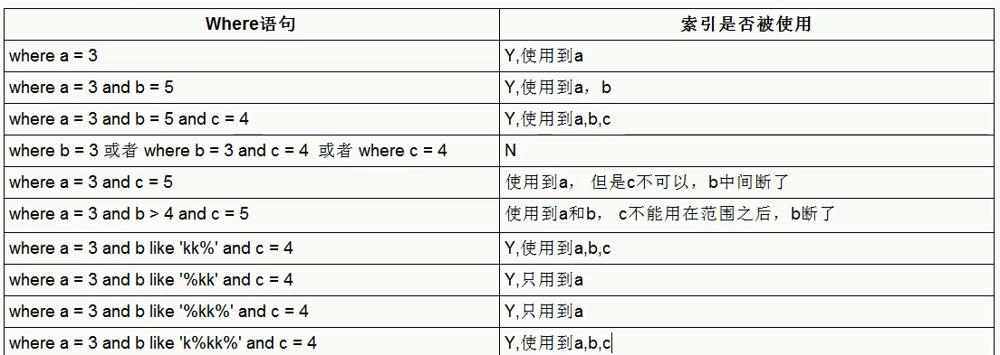 Where语句 索引是否被使用
where a = 3 Y,使用到a
where a = 3 and b = 5 Y,使用到a，b
where a = 3 and b = 5 and c = 4 Y,使用到a,b,c
where b = 3 或者 where b = 3 and c = 4 或者 where c = 4 N
where a = 3 and c = 5 使用到a， 但是c不可以，b中间断了
where a = 3 and b > 4 and c = 5 使用到a和b， c不能用在范围之后，b断了
where a = 3 and b like 'kk%' and c = 4 Y,使用到a,b,c
where a = 3 and b like '%kk' and c = 4 Y,只用到a
where a = 3 and b like '%kk%' and c = 4 Y,只用到a
where a = 3 and b like 'k%kk%' and c = 4 Y,使用到a,b,c